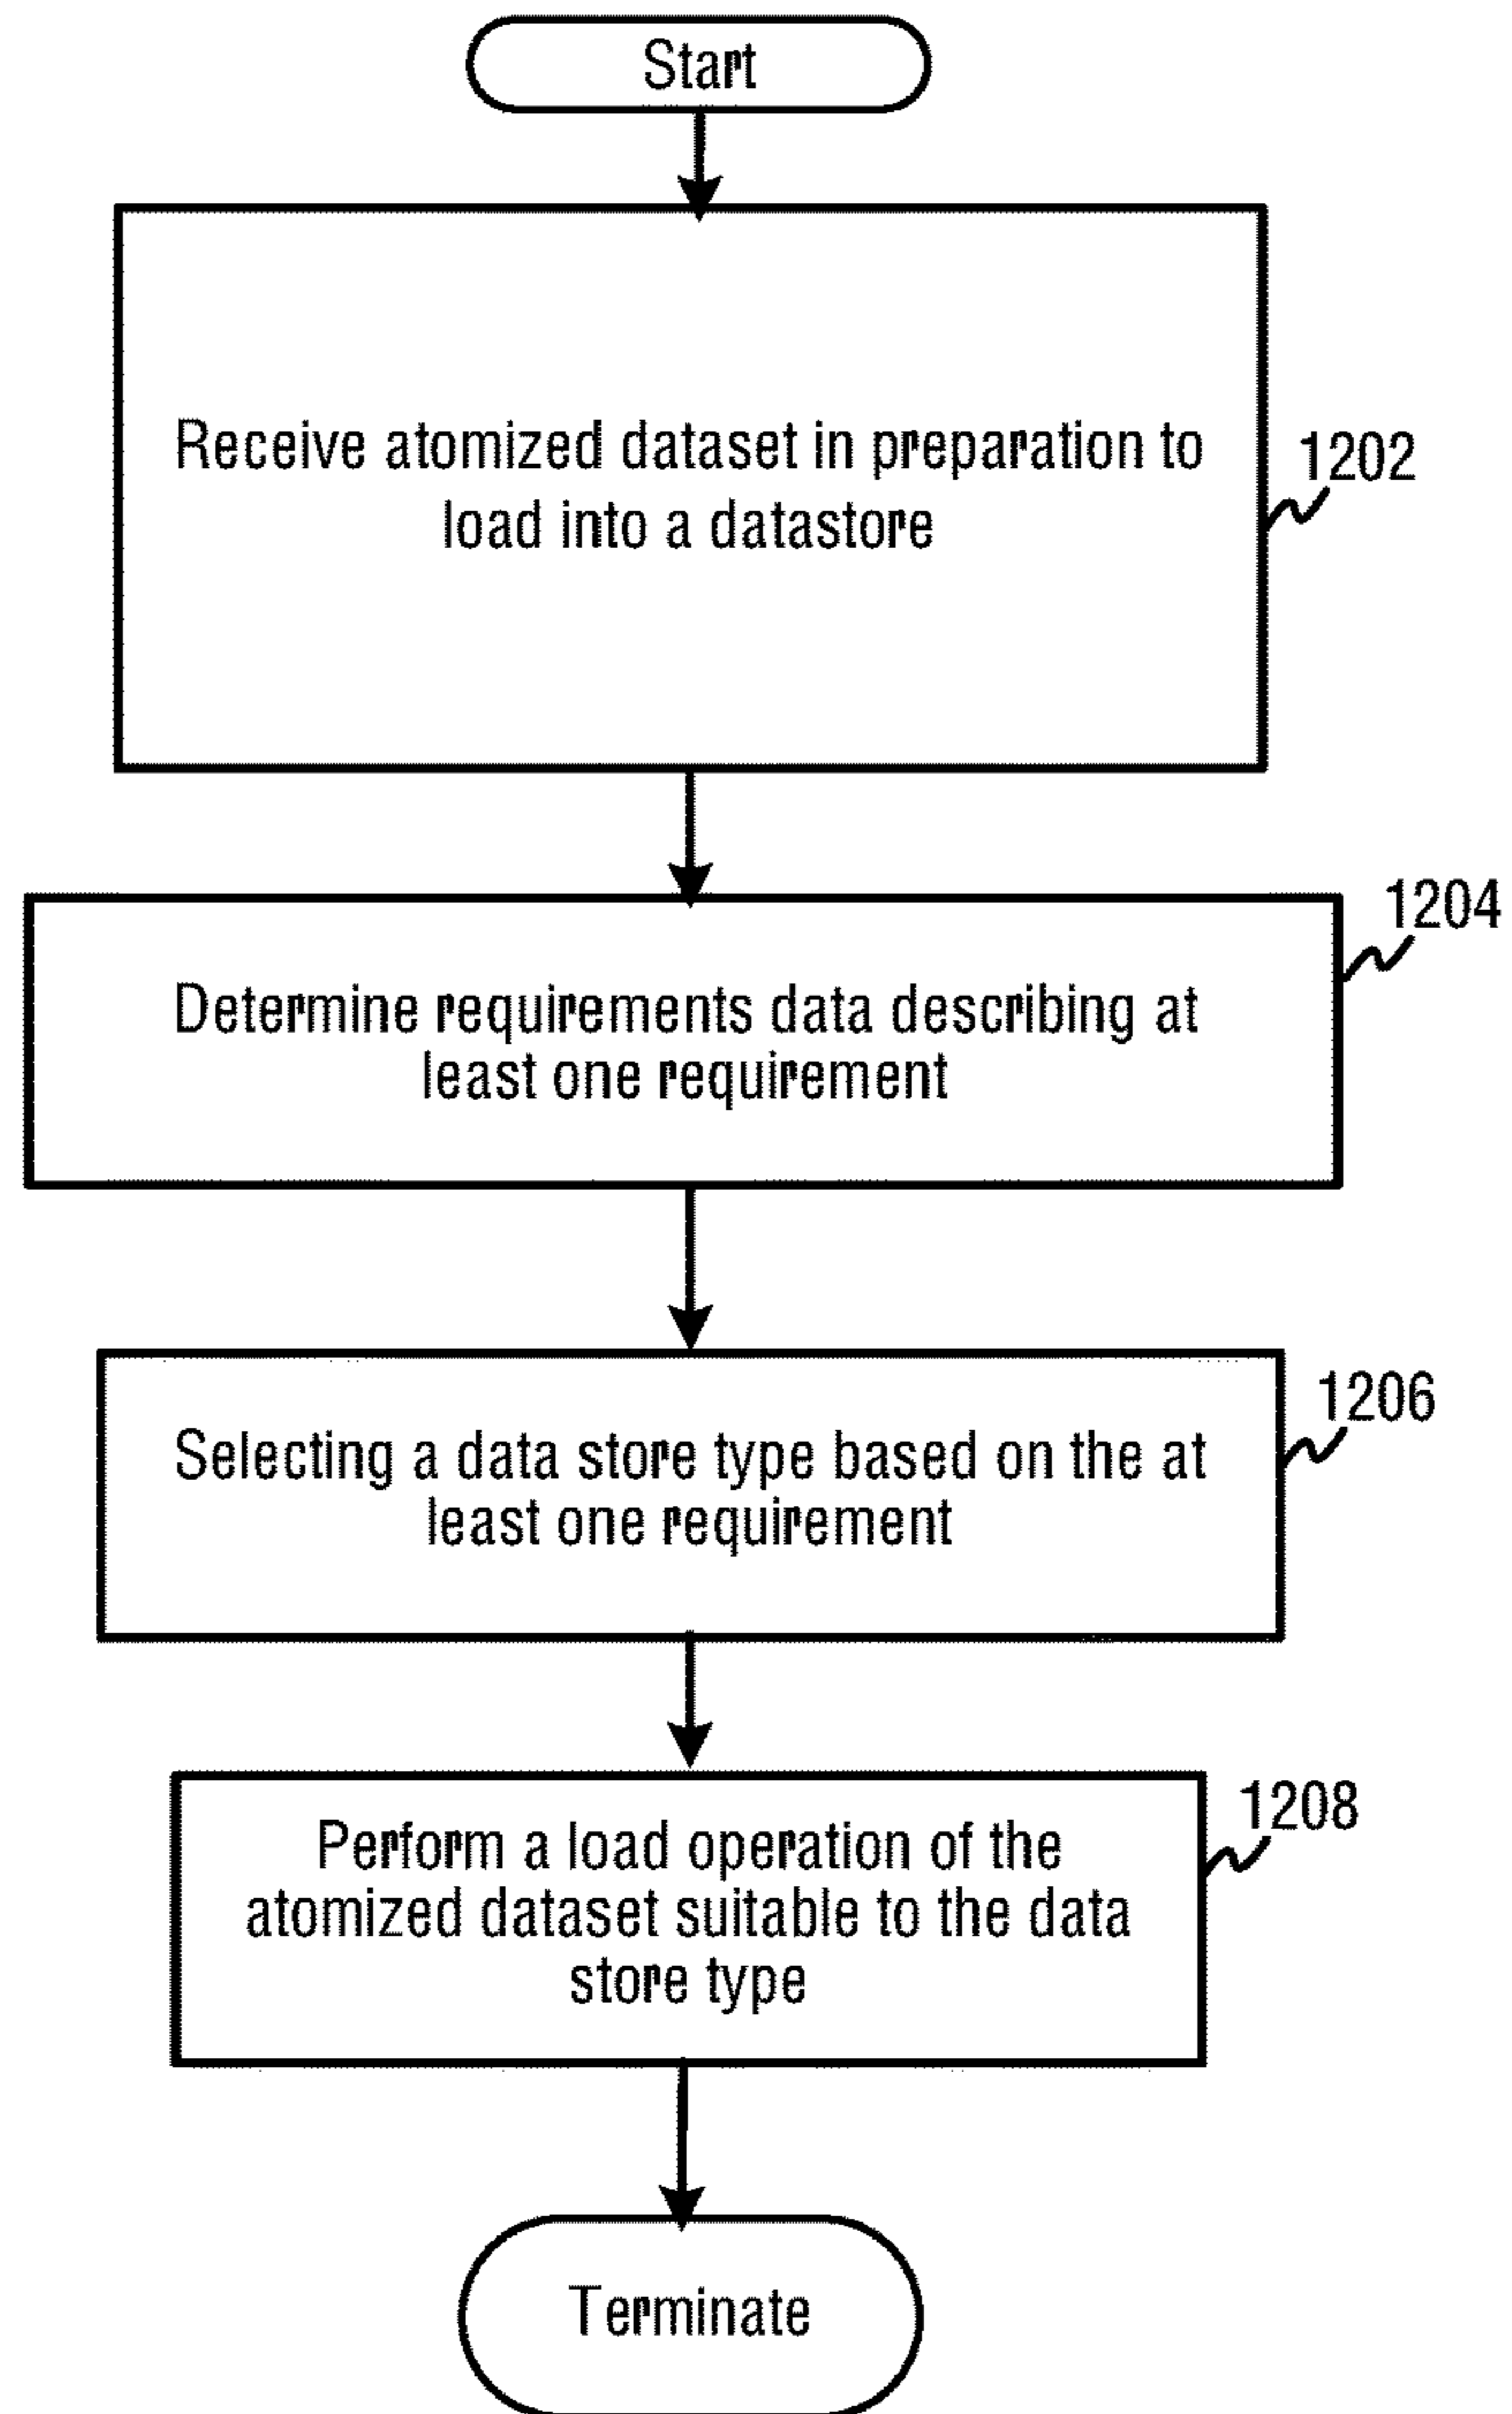 Start
Receive atomized dataset in preparation to
load into a datastore
1202
1204
Determine requirements data describing at
least one requirement
1206
Selecting a data store type based on the at
least one requirement
1208
Perform a load operation of the
atomized dataset suitable to the data
store type
Terminate